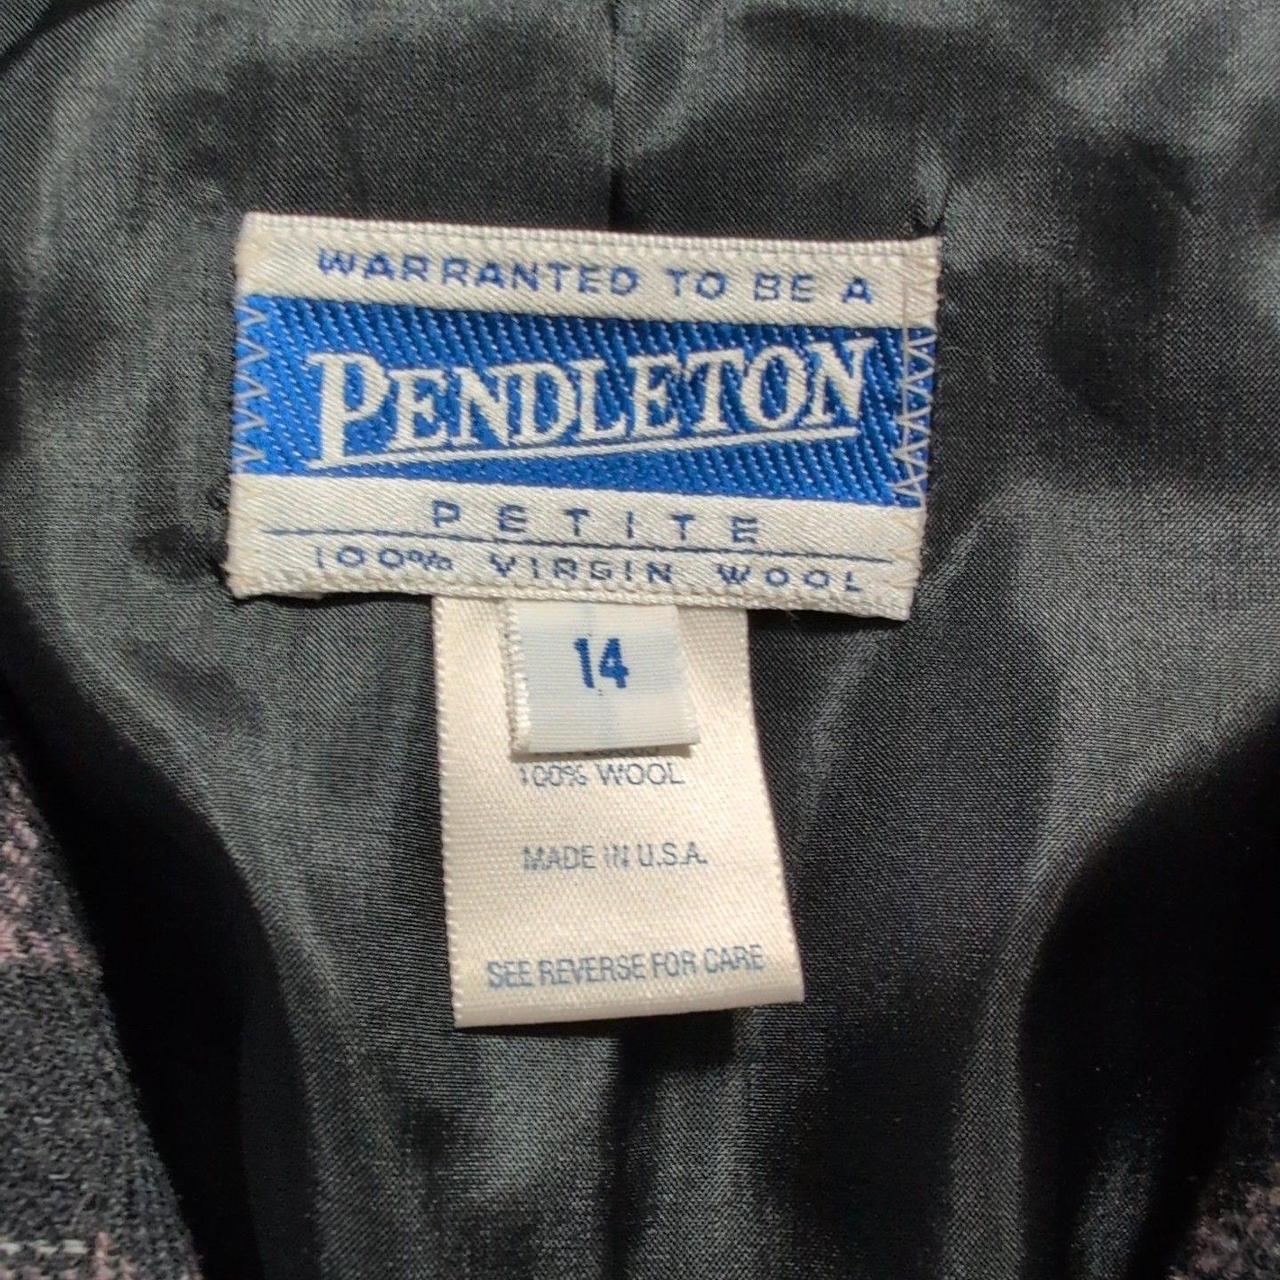 WARRANTED TO BE A
PENDLETON
PETITE
100% VIRGIN WOOL
14
100% WOOL
MADE IN U.S.A.
SEE REVERSE FOR CARE